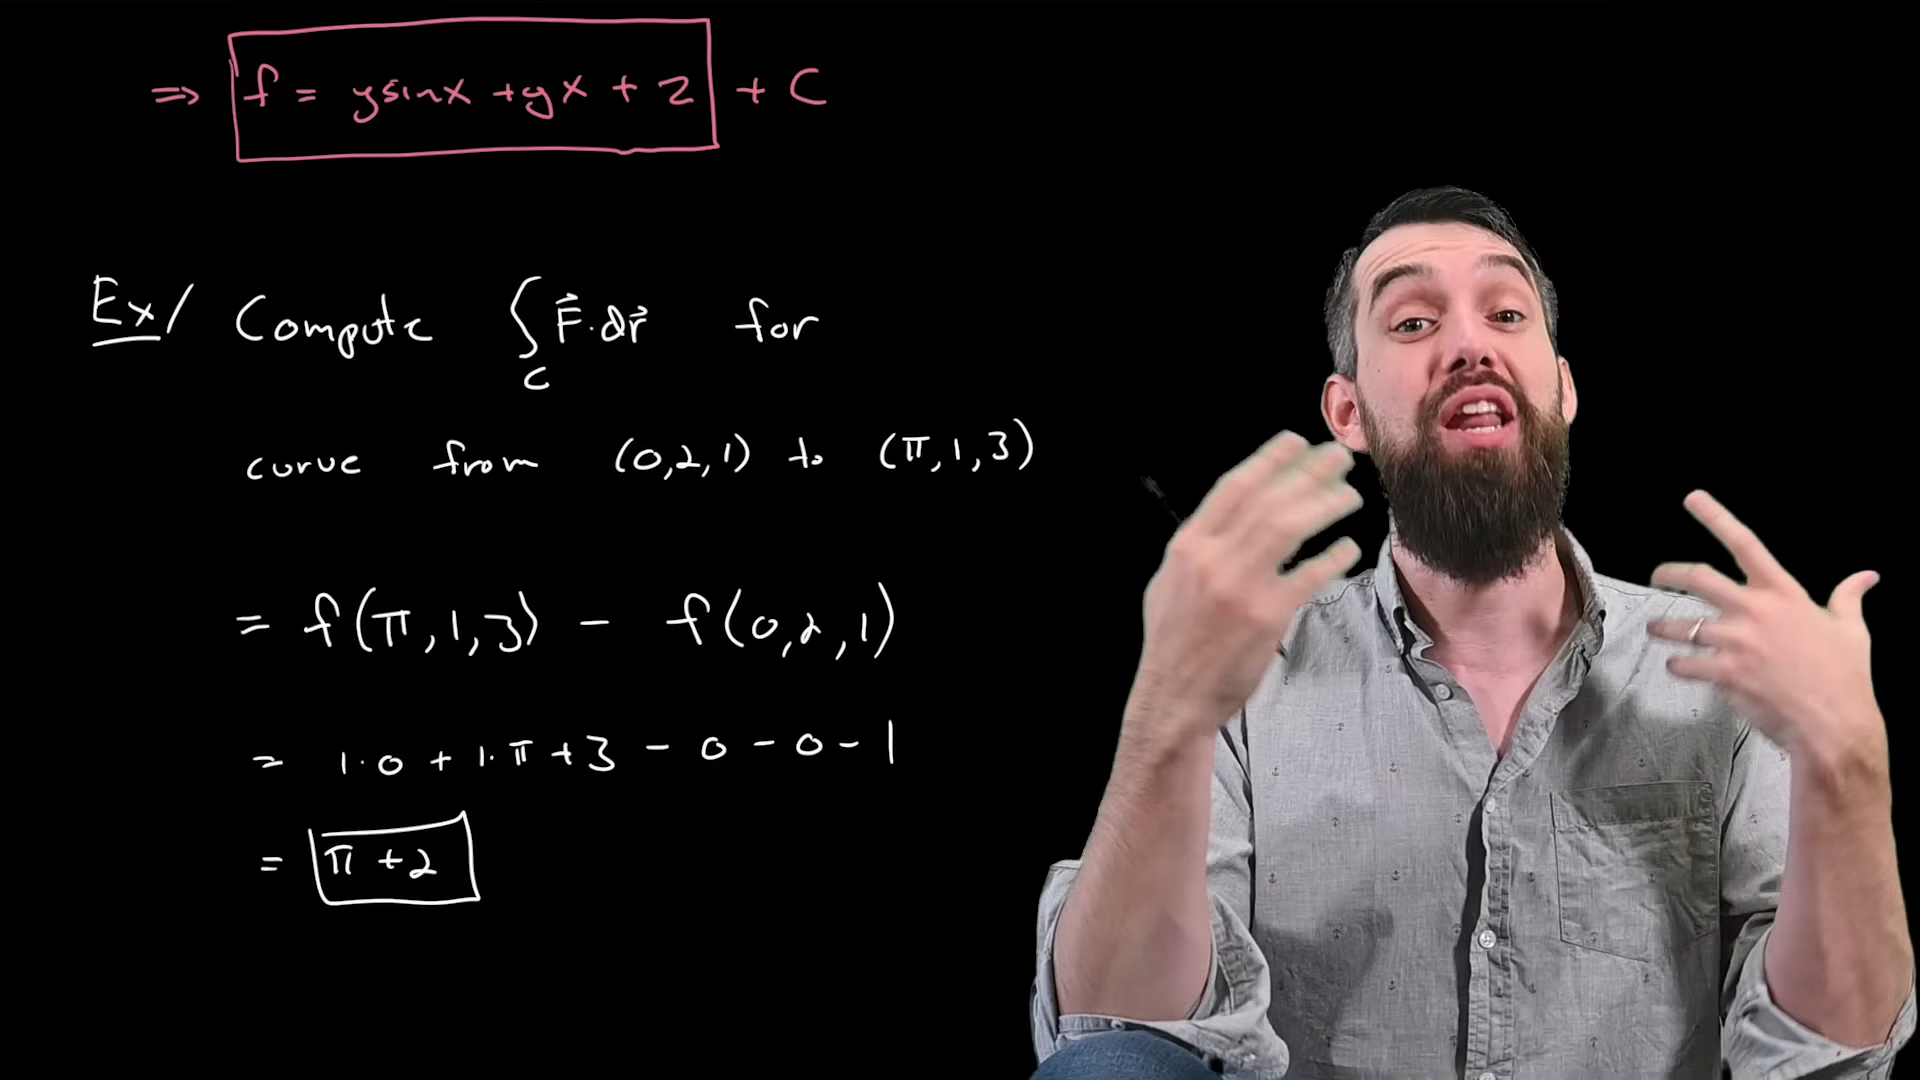 ⇒ f = ysinx + yx + z + C
Ex/ Compute ∫_C F⃗·dr⃗ for
curve from (0,2,1) to (π,1,3)
= f(π,1,3) - f(0,2,1)
= 1·0 + 1·π + 3 - 0 - 0 - 1
= π + 2